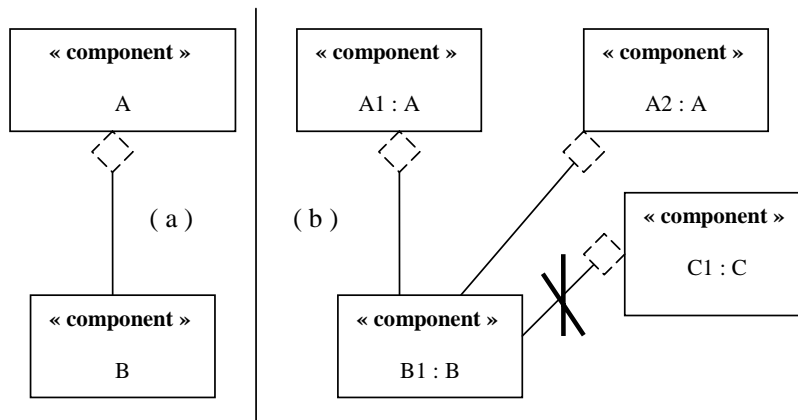 « component »
A
( a )
« component »
B
« component »
A1 : A
« component »
A2 : A
( b )
« component »
C1 : C
« component »
B1 : B